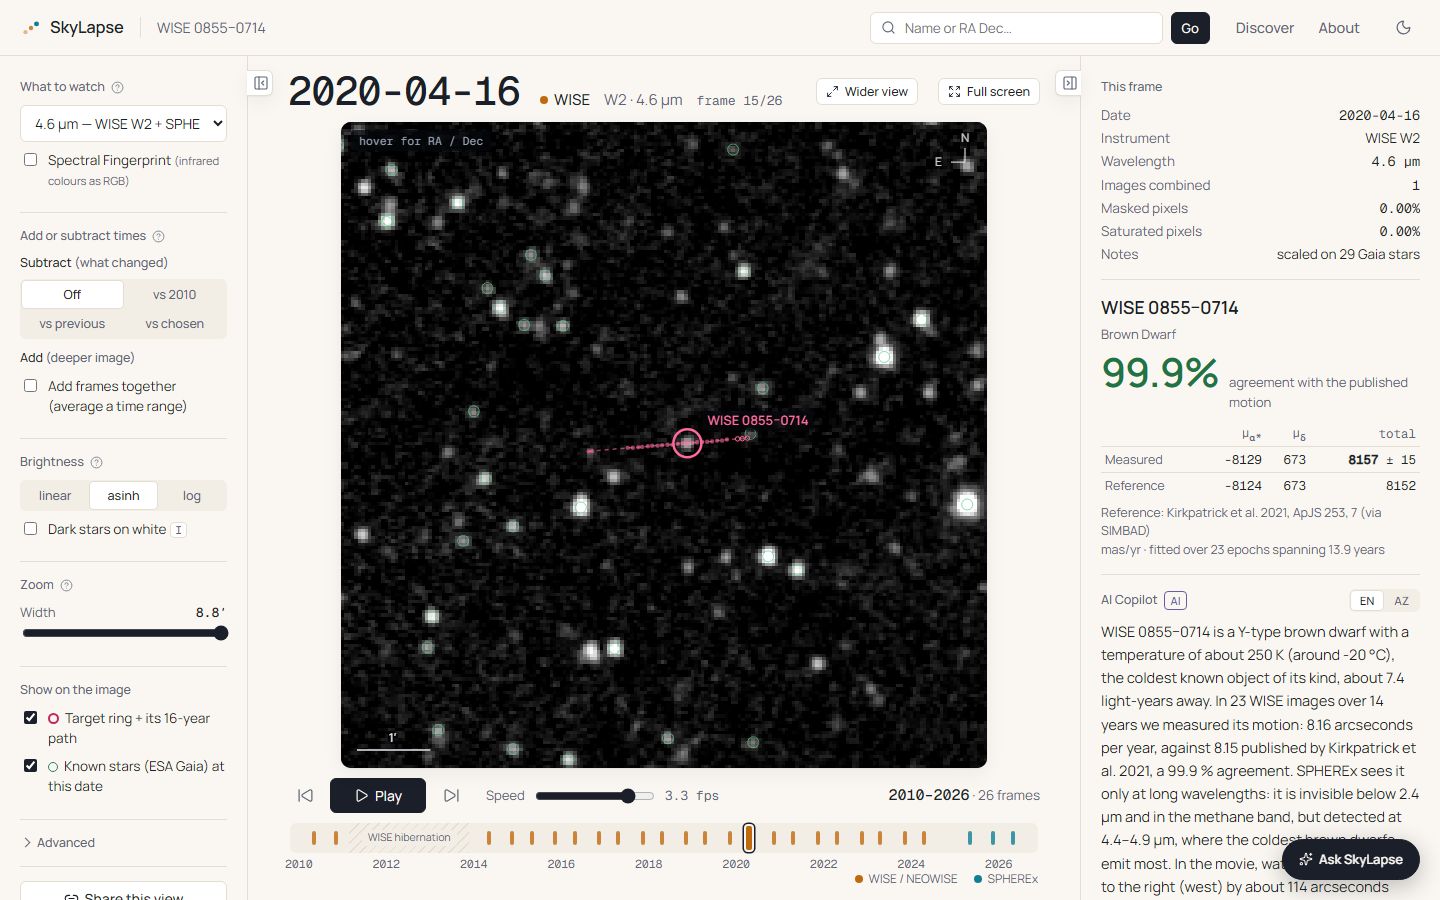 SkyLapse
WISE 0855−0714
Name or RA Dec…
Go
Discover
About
What to watch
4.6 µm — WISE W2 + SPHE
Spectral Fingerprint (infrared
colours as RGB)
Add or subtract times
Subtract (what changed)
Off
vs 2010
vs previous
vs chosen
Add (deeper image)
Add frames together
(average a time range)
Brightness
linear
asinh
log
Dark stars on white I
Zoom
Width
8.8′
Show on the image
Target ring + its 16-year
path
Known stars (ESA Gaia) at
this date
Advanced
Share this view
2020-04-16
WISE W2 · 4.6 µm frame 15/26
Wider view
Full screen
hover for RA / Dec
N
E
WISE 0855−0714
1′
Play
Speed
3.3 fps
2010–2026 · 26 frames
WISE hibernation
2010 2012 2014 2016 2018 2020 2022 2024 2026
WISE / NEOWISE
SPHEREx
This frame
Date 2020-04-16
Instrument WISE W2
Wavelength 4.6 µm
Images combined 1
Masked pixels 0.00%
Saturated pixels 0.00%
Notes scaled on 29 Gaia stars
WISE 0855−0714
Brown Dwarf
99.9% agreement with the published
motion
µα* µδ total
Measured -8129 673 8157 ± 15
Reference -8124 673 8152
Reference: Kirkpatrick et al. 2021, ApJS 253, 7 (via
SIMBAD)
mas/yr · fitted over 23 epochs spanning 13.9 years
AI Copilot AI
EN
AZ
WISE 0855−0714 is a Y-type brown dwarf with a
temperature of about 250 K (around -20 °C),
the coldest known object of its kind, about 7.4
light-years away. In 23 WISE images over 14
years we measured its motion: 8.16 arcseconds
per year, against 8.15 published by Kirkpatrick et
al. 2021, a 99.9 % agreement. SPHEREx sees it
only at long wavelengths: it is invisible below 2.4
µm and in the methane band, but detected at
4.4–4.9 µm, where the coldest brown dwarfs
emit most. In the movie,
to the right (west) by about 114 arcseconds
Ask SkyLapse